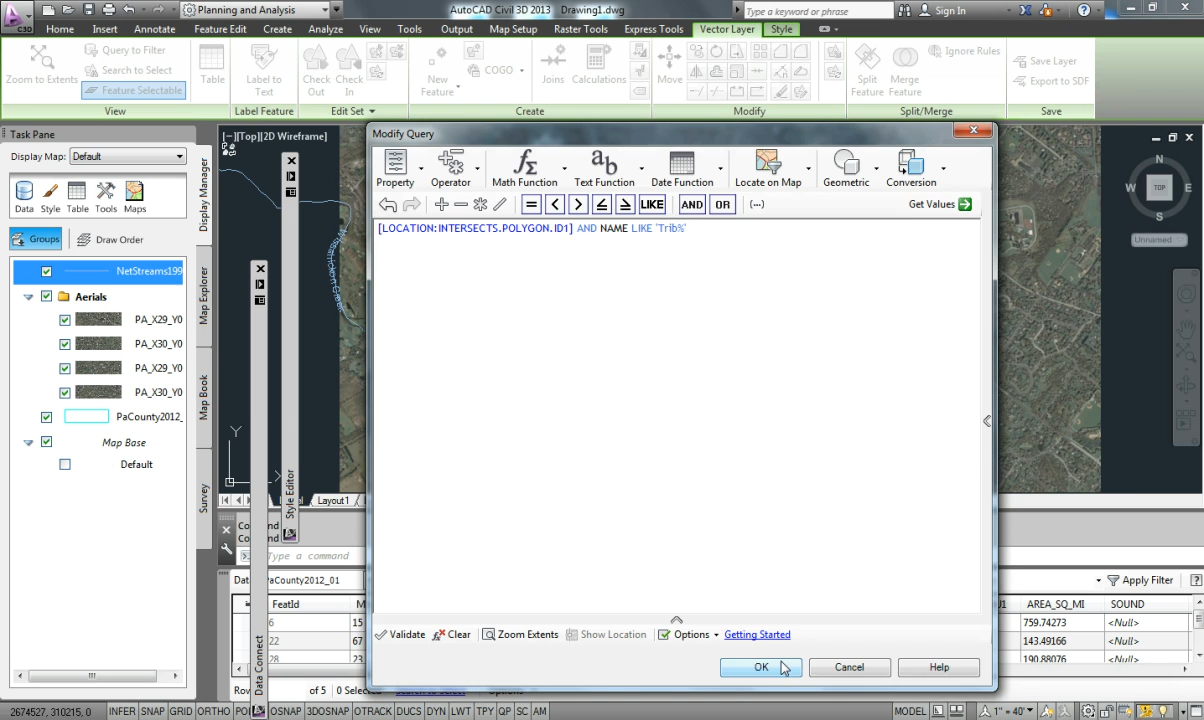 Planning and Analysis
AutoCAD Civil 3D 2013 Drawing1.dwg
Type a keyword or phrase
Sign In
C3D
Home Insert Annotate Feature Edit Create Analyze View Tools Output Map Setup Raster Tools Express Tools Vector Layer Style
Zoom to Extents
Query to Filter
Search to Select
Feature Selectable
Table
Label to Text
Check Out
Check In
New Feature
COGO
Joins
Calculations
Move
Split Feature
Merge Feature
Ignore Rules
Save Layer
Export to SDF
View
Label Feature
Edit Set
Create
Modify
Split/Merge
Save
Task Pane
Display Map: Default
Data Style Table Tools Maps
Groups
Draw Order
NetStreams199
Aerials
PA_X29_Y0
PA_X30_Y0
PA_X29_Y0
PA_X30_Y0
PaCounty2012_
Map Base
Default
Display Manager
Map Explorer
Map Book
Survey
[−][Top][2D Wireframe]
Wissahickon Creek
Y
Style Editor
Data Connect
Layout1
Type a command
Modify Query
Property
Operator
Math Function
Text Function
Date Function
Locate on Map
Geometric
Conversion
= < > ≤ ≥ LIKE AND OR (...)
Get Values
[LOCATION:INTERSECTS.POLYGON.ID1] AND NAME LIKE 'Trib%'
Validate
Clear
Zoom Extents
Show Location
Options
Getting Started
OK
Cancel
Help
N
W TOP E
S
Unnamed
PaCounty2012_01
Apply Filter
FeatId
AREA_SQ_MI
SOUND
759.74273 <Null>
22 67 143.49166 <Null>
28 23 190.88076 <Null>
of 5
2674527, 310215, 0
INFER SNAP GRID ORTHO
OSNAP 3DOSNAP OTRACK DUCS DYN LWT TPY QP SC AM
MODEL
1" = 40'